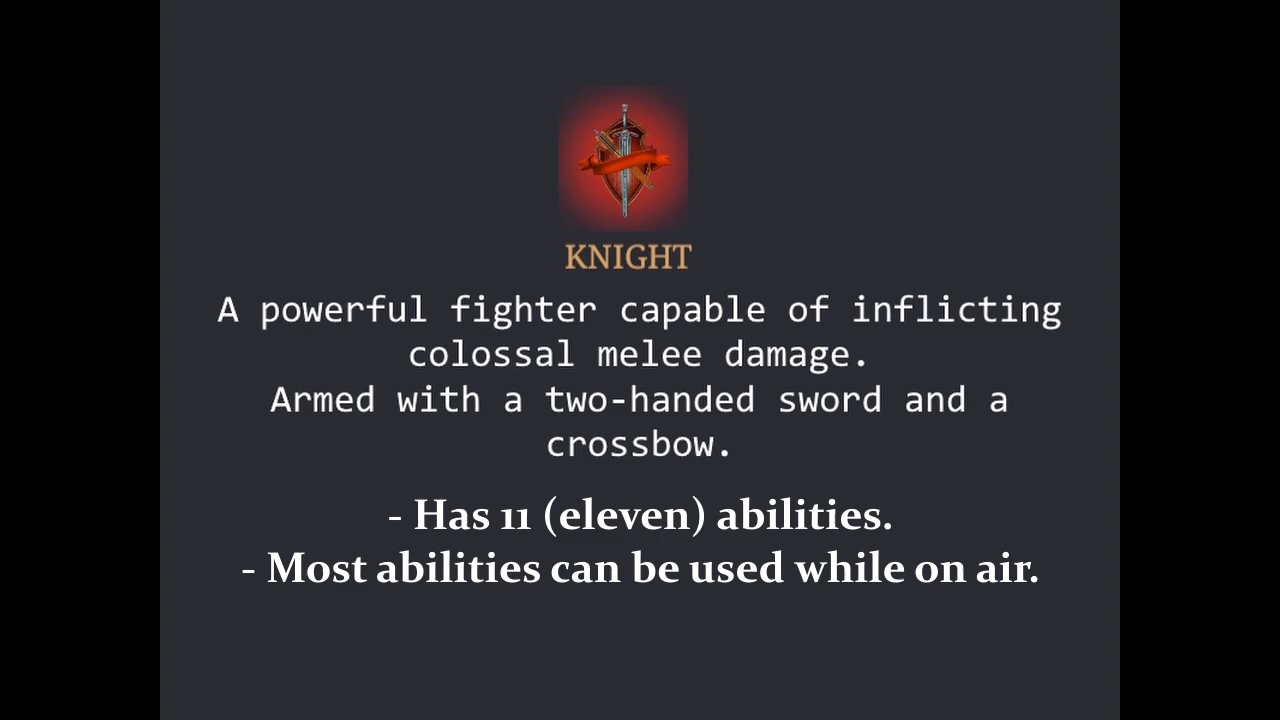 KNIGHT
A powerful fighter capable of inflicting
colossal melee damage.
Armed with a two-handed sword and a
crossbow.
- Has 11 (eleven) abilities.
- Most abilities can be used while on air.